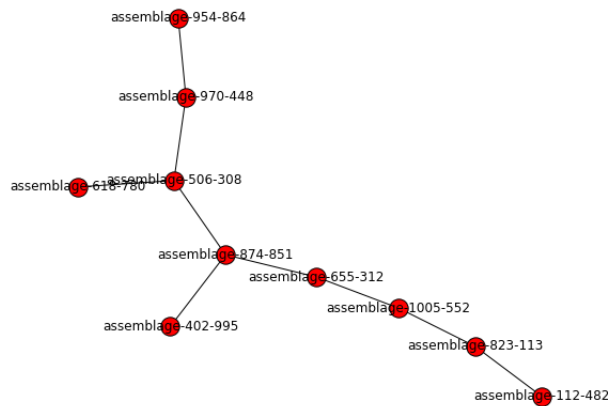 assemblage-954-864
assemblage-970-448
assemblage-506-308
assemblage-618-780
assemblage-874-851
assemblage-655-312
assemblage-1005-552
assemblage-402-995
assemblage-823-113
assemblage-112-482